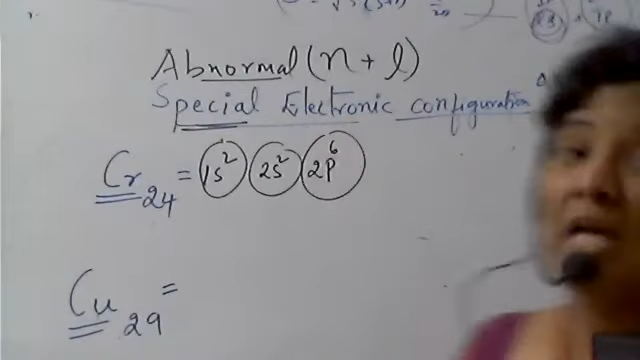 Abnormal (n + l)
Special Electronic configuration
Cr24 = 1s² 2s² 2p⁶
Cu29 =